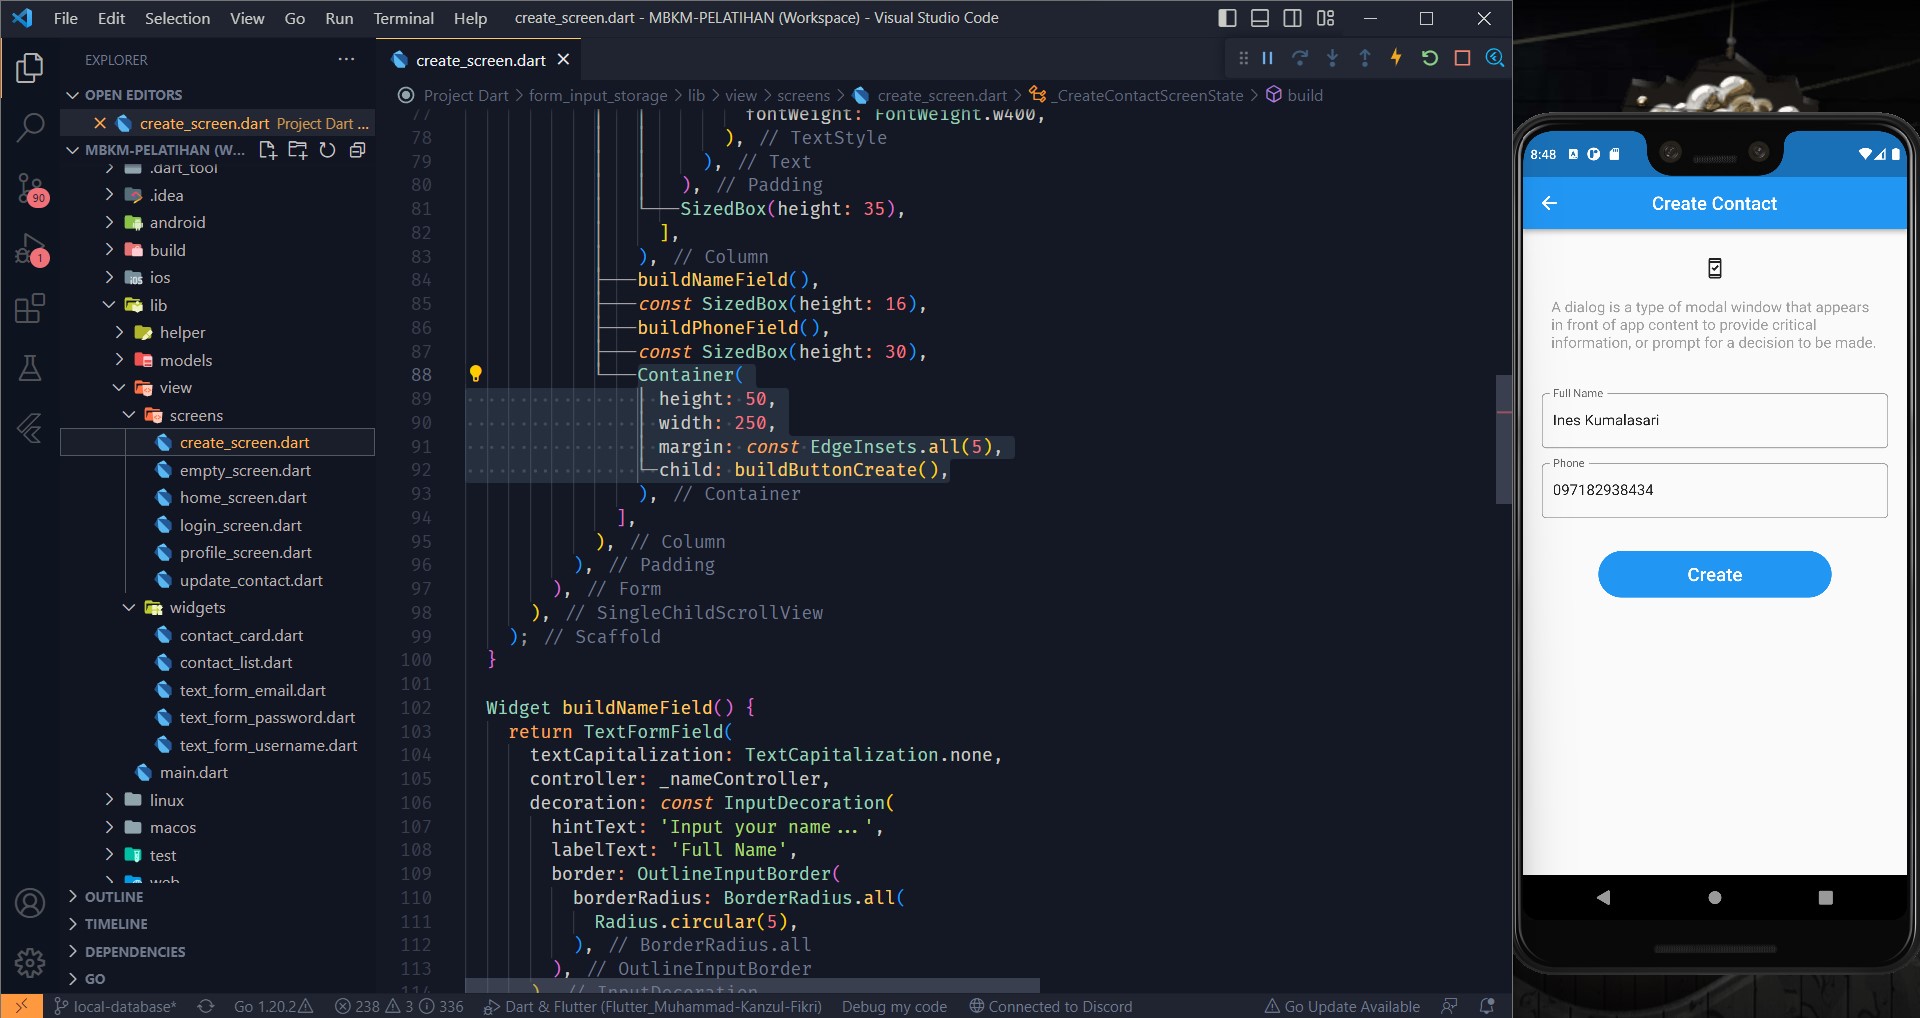 File Edit Selection View Go Run Terminal Help create_screen.dart - MBKM-PELATIHAN (Workspace) - Visual Studio Code
EXPLORER
OPEN EDITORS
create_screen.dart Project Dart ...
MBKM-PELATIHAN (W...
.dart_tool
.idea
android
build
ios
lib
helper
models
view
screens
create_screen.dart
empty_screen.dart
home_screen.dart
login_screen.dart
profile_screen.dart
update_contact.dart
widgets
contact_card.dart
contact_list.dart
text_form_email.dart
text_form_password.dart
text_form_username.dart
main.dart
linux
macos
test
web
OUTLINE
TIMELINE
DEPENDENCIES
GO
90
1
create_screen.dart
Project Dart > form_input_storage > lib > view > screens > create_screen.dart > _CreateContactScreenState > build
77 fontWeight: FontWeight.w400,
78 ), // TextStyle
79 ), // Text
80 ), // Padding
81 SizedBox(height: 35),
82 ],
83 ), // Column
84 buildNameField(),
85 const SizedBox(height: 16),
86 buildPhoneField(),
87 const SizedBox(height: 30),
88 Container(
89 height: 50,
90 width: 250,
91 margin: const EdgeInsets.all(5),
92 child: buildButtonCreate(),
93 ), // Container
94 ],
95 ), // Column
96 ), // Padding
97 ), // Form
98 ), // SingleChildScrollView
99 ); // Scaffold
100 }
101
102 Widget buildNameField() {
103 return TextFormField(
104 textCapitalization: TextCapitalization.none,
105 controller: _nameController,
106 decoration: const InputDecoration(
107 hintText: 'Input your name...',
108 labelText: 'Full Name',
109 border: OutlineInputBorder(
110 borderRadius: BorderRadius.all(
111 Radius.circular(5),
112 ), // BorderRadius.all
113 ), // OutlineInputBorder
114 ) // InputDecoration
local-database* Go 1.20.2 238 3 336 Dart & Flutter (Flutter_Muhammad-Kanzul-Fikri) Debug my code Connected to Discord Go Update Available
8:48
Create Contact
A dialog is a type of modal window that appears
in front of app content to provide critical
information, or prompt for a decision to be made.
Full Name
Ines Kumalasari
Phone
097182938434
Create